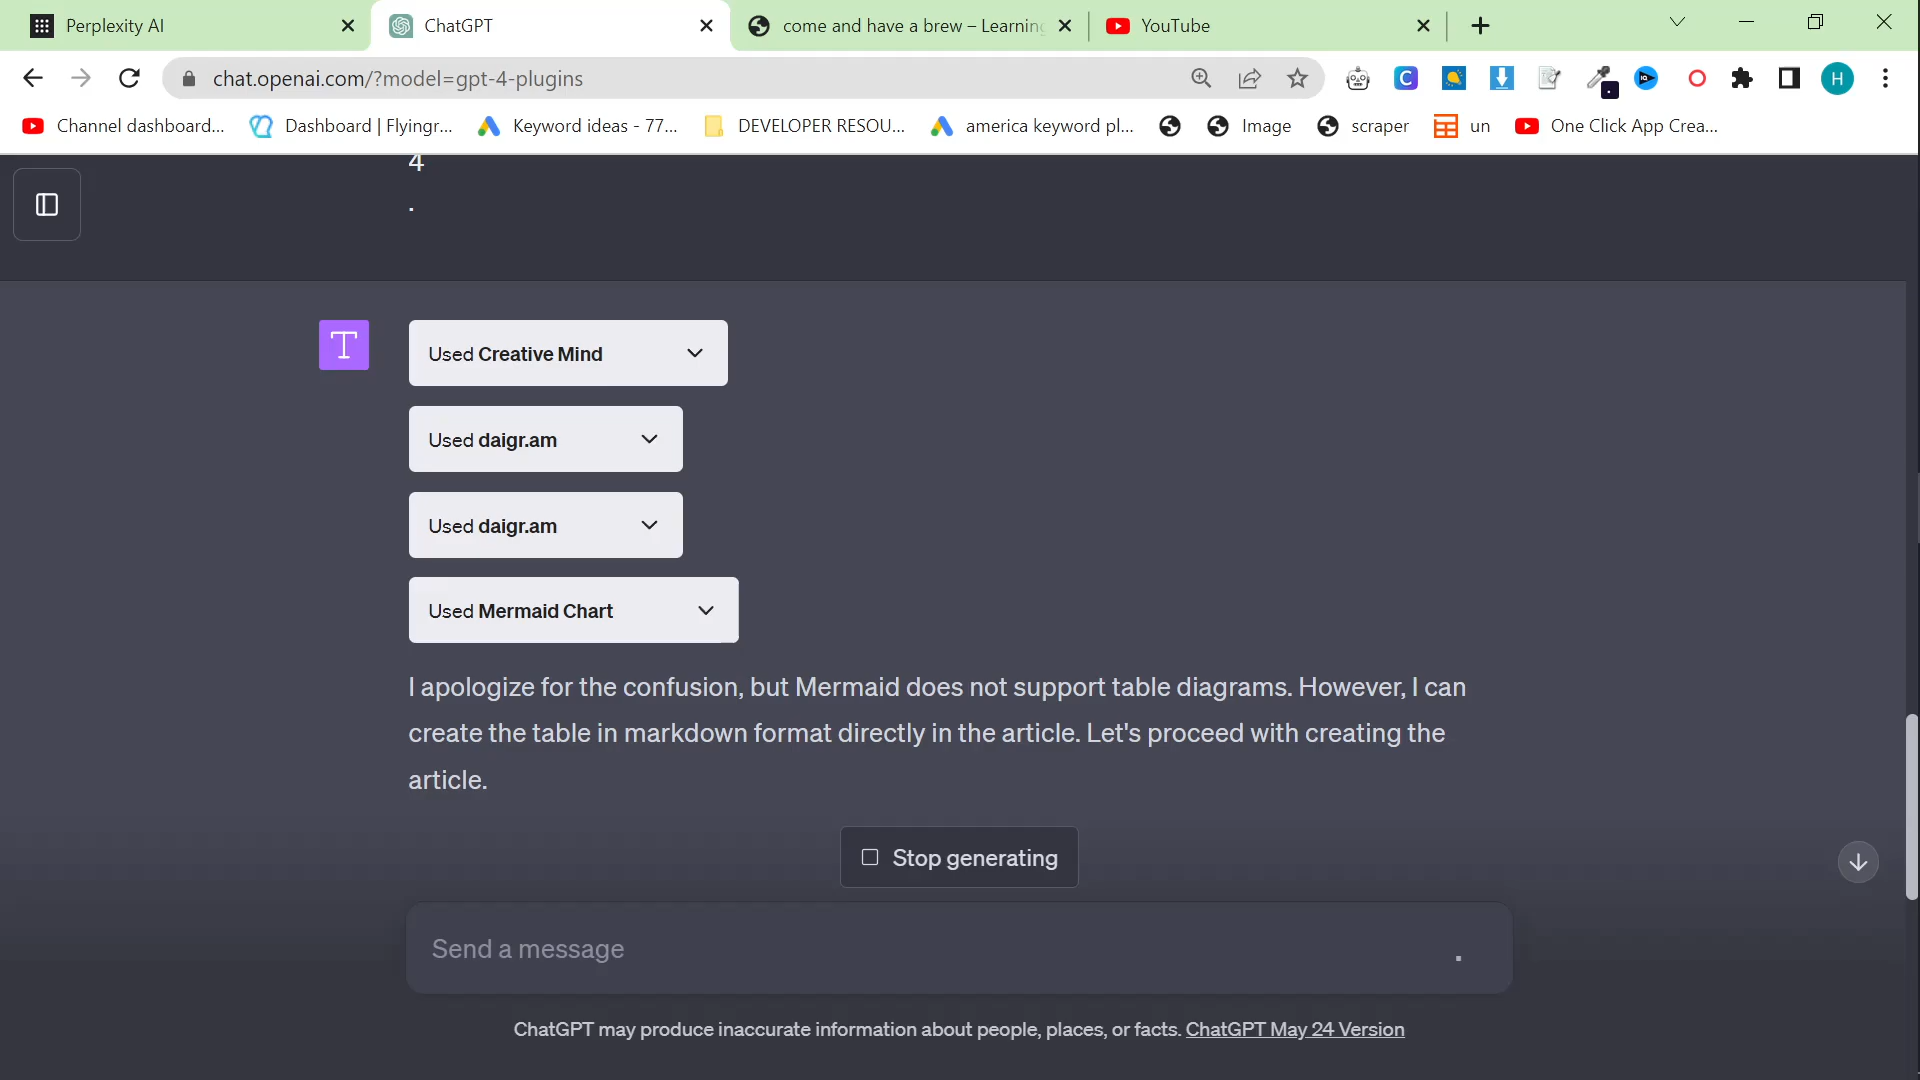 Perplexity AI
ChatGPT
come and have a brew – Learning
YouTube
chat.openai.com/?model=gpt-4-plugins
H
Channel dashboard...
Dashboard | Flyingr...
Keyword ideas - 77...
DEVELOPER RESOU...
america keyword pl...
Image
scraper
un
One Click App Crea...
4
.
T
Used Creative Mind
Used daigr.am
Used daigr.am
Used Mermaid Chart
I apologize for the confusion, but Mermaid does not support table diagrams. However, I can
create the table in markdown format directly in the article. Let's proceed with creating the
article.
Stop generating
Send a message
ChatGPT may produce inaccurate information about people, places, or facts. ChatGPT May 24 Version